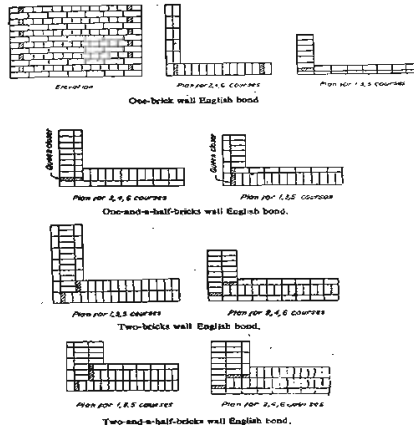 Elevation
Plan for 2,4,6 courses
Plan for 1,3,5 courses
One-brick wall English bond
Queen closer
Queen closer
Plan for 2,4,6 courses
Plan for 1,3,5 courses
One-and-a-half-bricks wall English bond.
Plan for 1,3,5 courses
Plan for 2,4,6 courses
Two-bricks wall English bond.
Plan for 1,3,5 courses
Plan for 2,4,6 courses
Two-and-a-half-bricks wall English bond.